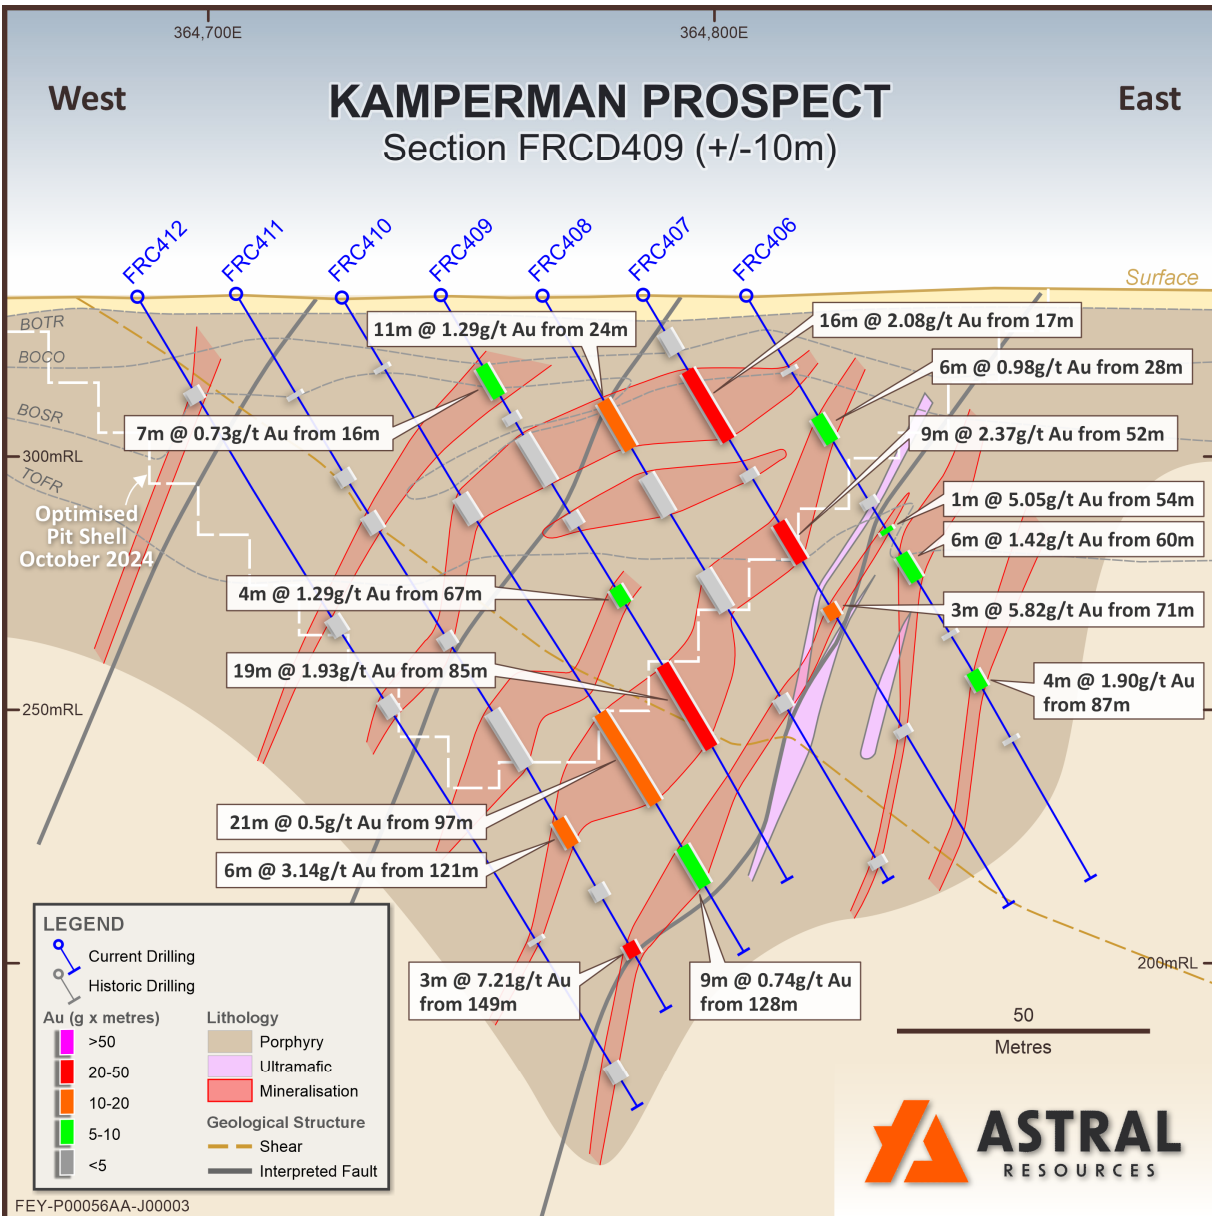 364,700E
364,800E
West
KAMPERMAN PROSPECT
East
Section FRCD409 (+/-10m)
FRC412
FRC411
FRC410
FRC409
FRC408
FRC407
FRC406
Surface
BOTR
BOCO
BOSR
TOFR
11m @ 1.29g/t Au from 24m
16m @ 2.08g/t Au from 17m
6m @ 0.98g/t Au from 28m
7m @ 0.73g/t Au from 16m
9m @ 2.37g/t Au from 52m
300mRL
1m @ 5.05g/t Au from 54m
Optimised
Pit Shell
October 2024
6m @ 1.42g/t Au from 60m
4m @ 1.29g/t Au from 67m
3m @ 5.82g/t Au from 71m
19m @ 1.93g/t Au from 85m
4m @ 1.90g/t Au
from 87m
250mRL
21m @ 0.5g/t Au from 97m
6m @ 3.14g/t Au from 121m
3m @ 7.21g/t Au
from 149m
9m @ 0.74g/t Au
from 128m
200mRL
50
Metres
LEGEND
Current Drilling
Historic Drilling
Au (g x metres)
>50
20-50
10-20
5-10
<5
Lithology
Porphyry
Ultramafic
Mineralisation
Geological Structure
Shear
Interpreted Fault
ASTRAL
RESOURCES
FEY-P00056AA-J00003